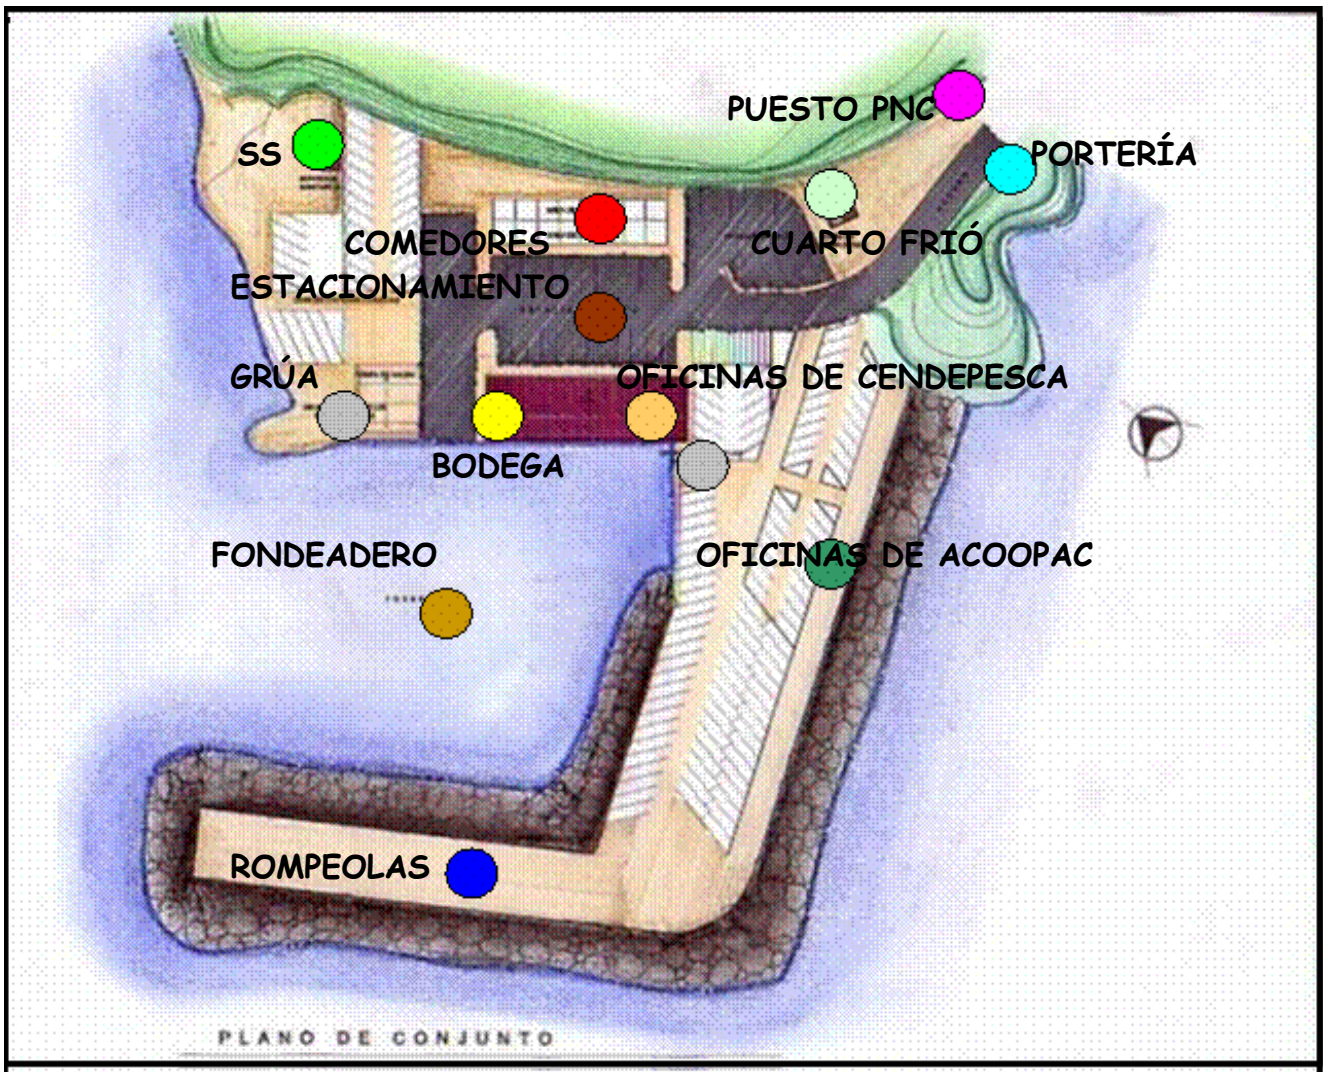 PUESTO PNC
SS
PORTERÍA
COMEDORES
CUARTO FRIÓ
ESTACIONAMIENTO
GRÚA
OFICINAS DE CENDEPESCA
BODEGA
FONDEADERO
OFICINAS DE ACOOPAC
ROMPEOLAS
PLANO DE CONJUNTO